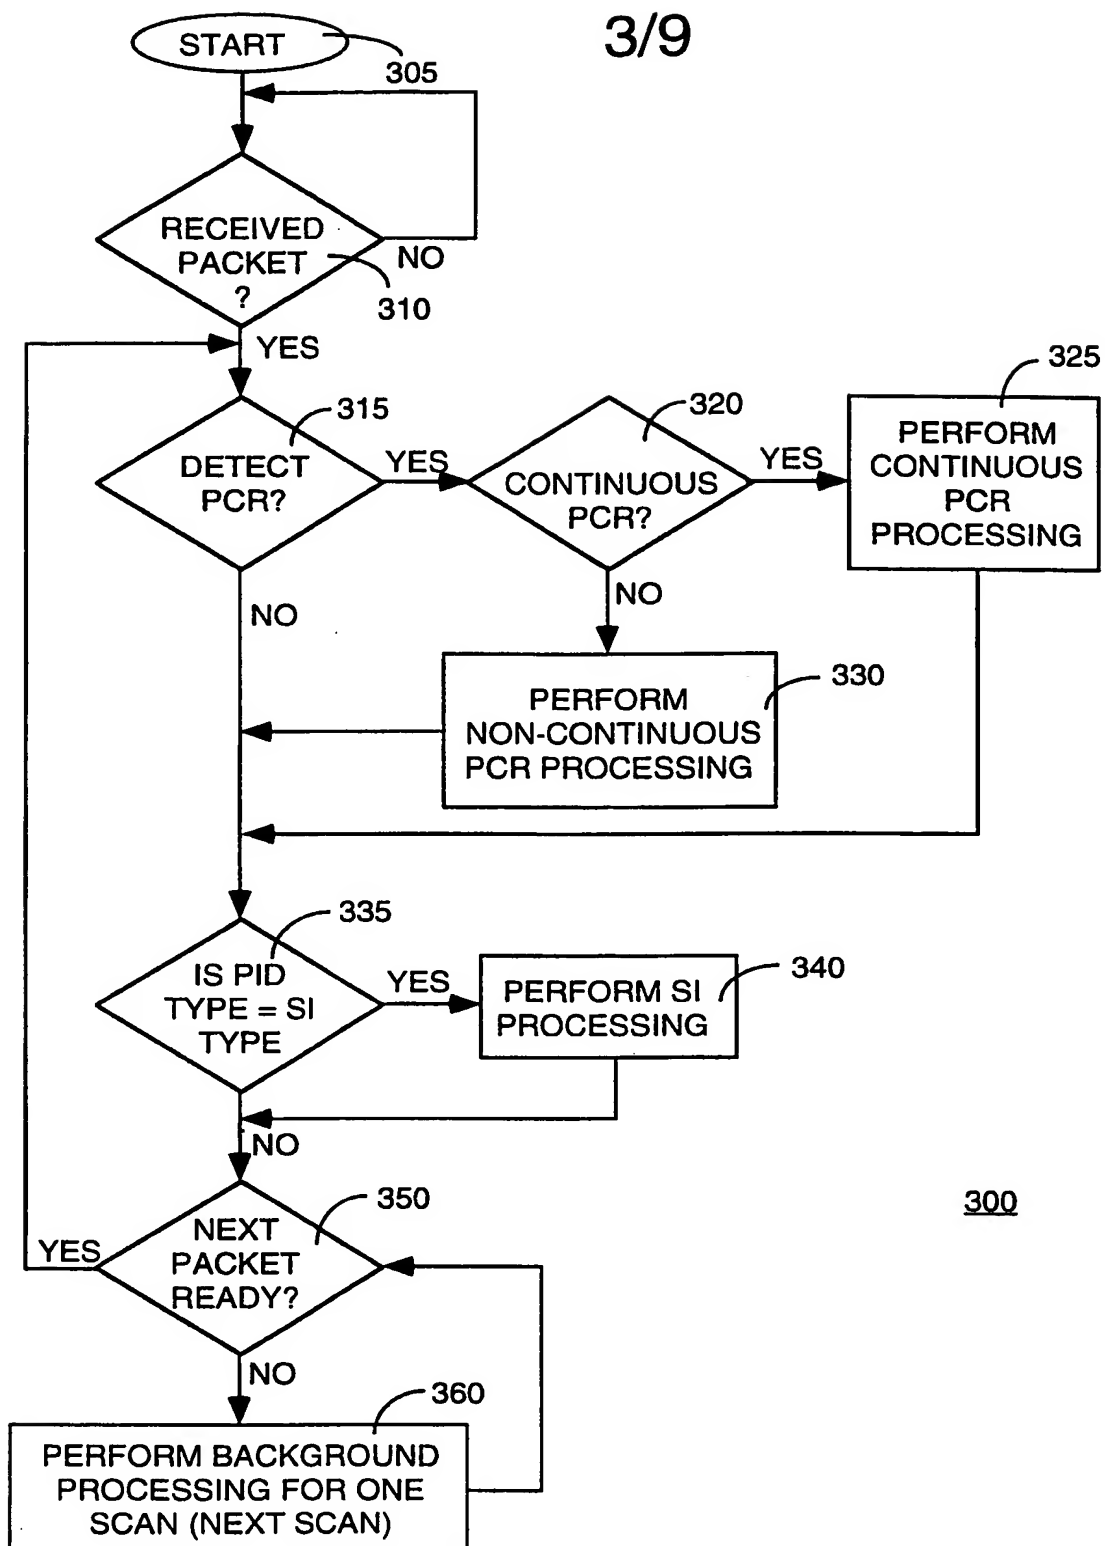 3/9
START
305
RECEIVED
PACKET
?
NO
310
YES
315
DETECT
PCR?
YES
320
CONTINUOUS
PCR?
YES
325
PERFORM
CONTINUOUS
PCR
PROCESSING
NO
NO
330
PERFORM
NON-CONTINUOUS
PCR PROCESSING
335
IS PID
TYPE = SI
TYPE
YES
340
PERFORM SI
PROCESSING
NO
350
NEXT
PACKET
READY?
YES
300
NO
360
PERFORM BACKGROUND
PROCESSING FOR ONE
SCAN (NEXT SCAN)